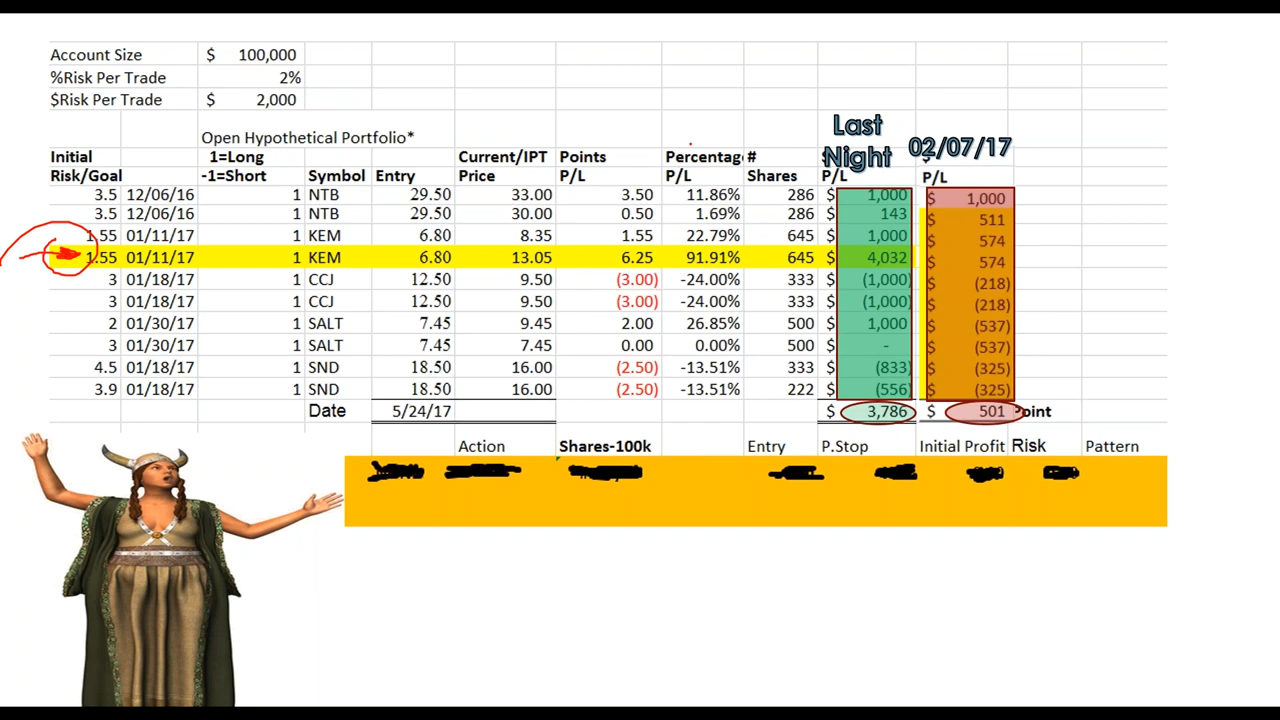 Account Size $ 100,000
%Risk Per Trade 2%
$Risk Per Trade $ 2,000
Open Hypothetical Portfolio*
Last Night
02/07/17
Initial 1=Long Current/IPT Points Percentag #
Risk/Goal -1=Short Symbol Entry Price P/L P/L Shares P/L P/L
3.5 12/06/16 1 NTB 29.50 33.00 3.50 11.86% 286 $ 1,000 $ 1,000
3.5 12/06/16 1 NTB 29.50 30.00 0.50 1.69% 286 $ 143 $ 511
1.55 01/11/17 1 KEM 6.80 8.35 1.55 22.79% 645 $ 1,000 $ 574
1.55 01/11/17 1 KEM 6.80 13.05 6.25 91.91% 645 $ 4,032 $ 574
3 01/18/17 1 CCJ 12.50 9.50 (3.00) -24.00% 333 $ (1,000) $ (218)
3 01/18/17 1 CCJ 12.50 9.50 (3.00) -24.00% 333 $ (1,000) $ (218)
2 01/30/17 1 SALT 7.45 9.45 2.00 26.85% 500 $ 1,000 $ (537)
3 01/30/17 1 SALT 7.45 7.45 0.00 0.00% 500 $ - $ (537)
4.5 01/18/17 1 SND 18.50 16.00 (2.50) -13.51% 333 $ (833) $ (325)
3.9 01/18/17 1 SND 18.50 16.00 (2.50) -13.51% 222 $ (556) $ (325)
Date 5/24/17 $ 3,786 $ 501 Point
Action Shares-100k Entry P.Stop Initial Profit Risk Pattern